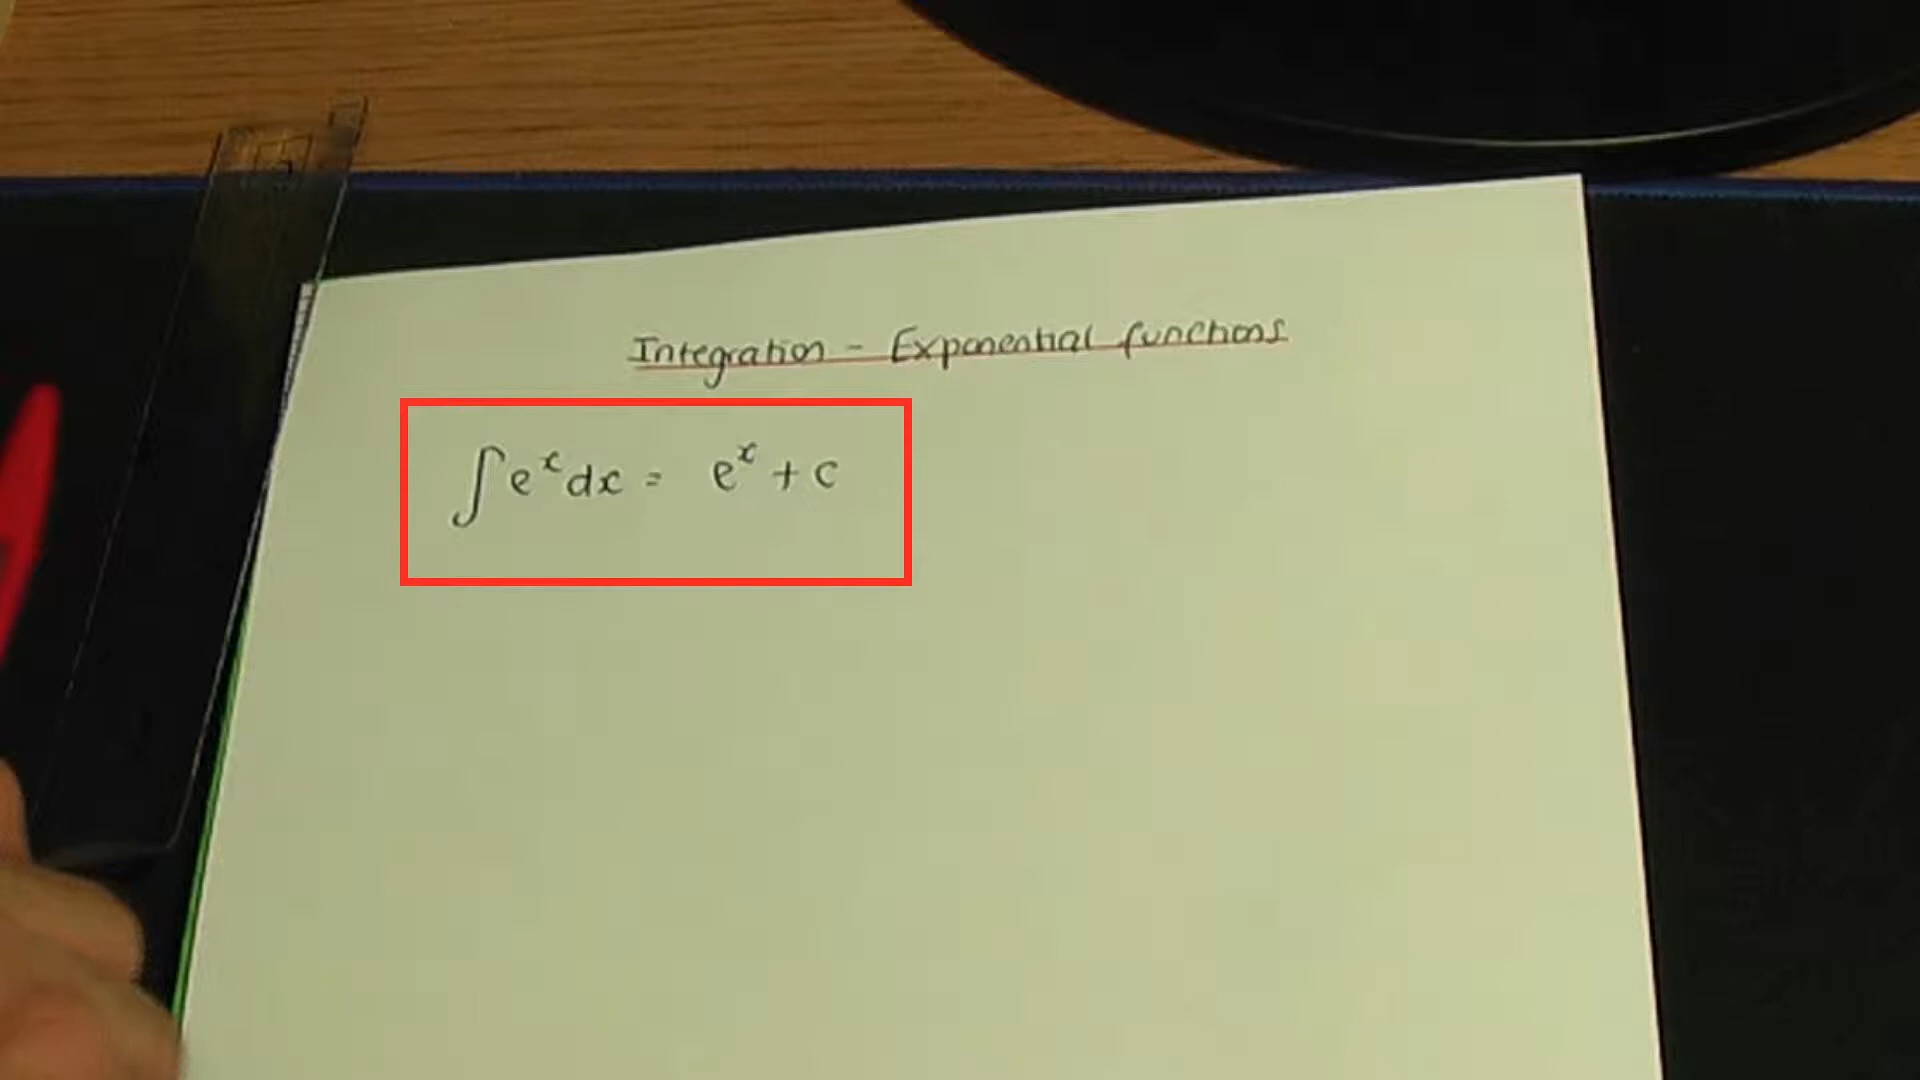 Integration - Exponential functions
∫eˣdx = eˣ + c